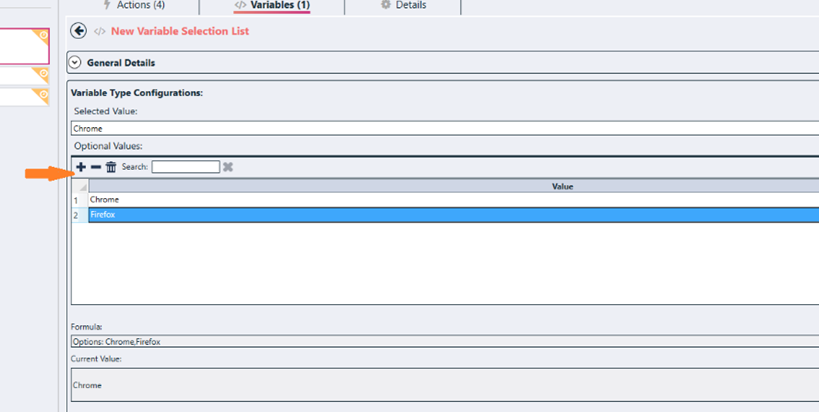 Actions (4) </> Variables (1) Details
</> New Variable Selection List
General Details
Variable Type Configurations:
Selected Value:
Chrome
Optional Values:
Search:
Value
1 Chrome
2 Firefox
Formula:
Options: Chrome,Firefox
Current Value:
Chrome